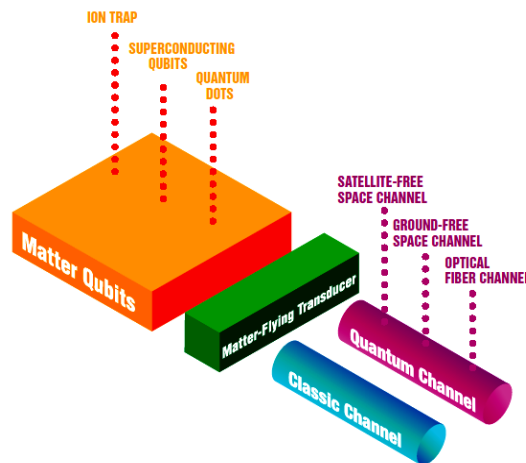 ION TRAP
SUPERCONDUCTING
QUBITS
QUANTUM
DOTS
SATELLITE-FREE
SPACE CHANNEL
GROUND-FREE
SPACE CHANNEL
OPTICAL
FIBER CHANNEL
Matter Qubits
Matter-Flying Transducer
Quantum Channel
Classic Channel